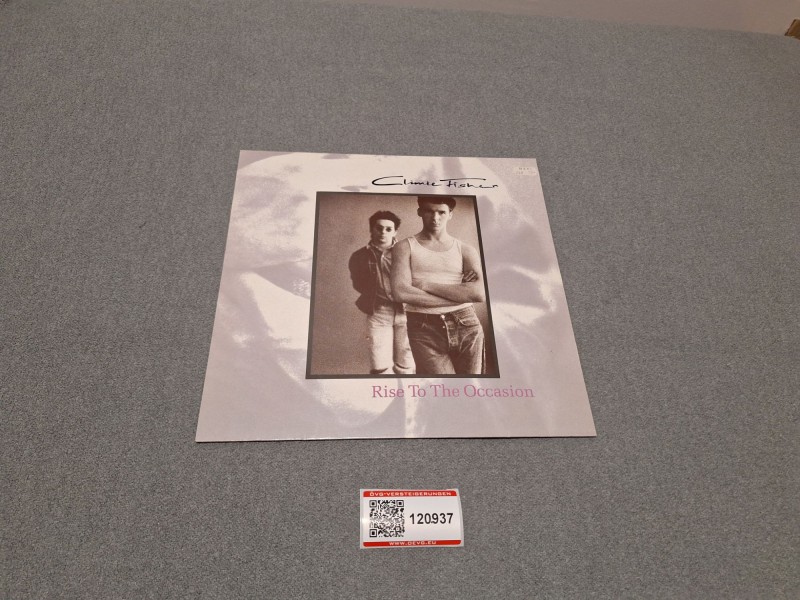 Climie Fisher
Rise To The Occasion
ÖVG-VERSTEIGERUNGEN
120937
WWW.OEVG.EU